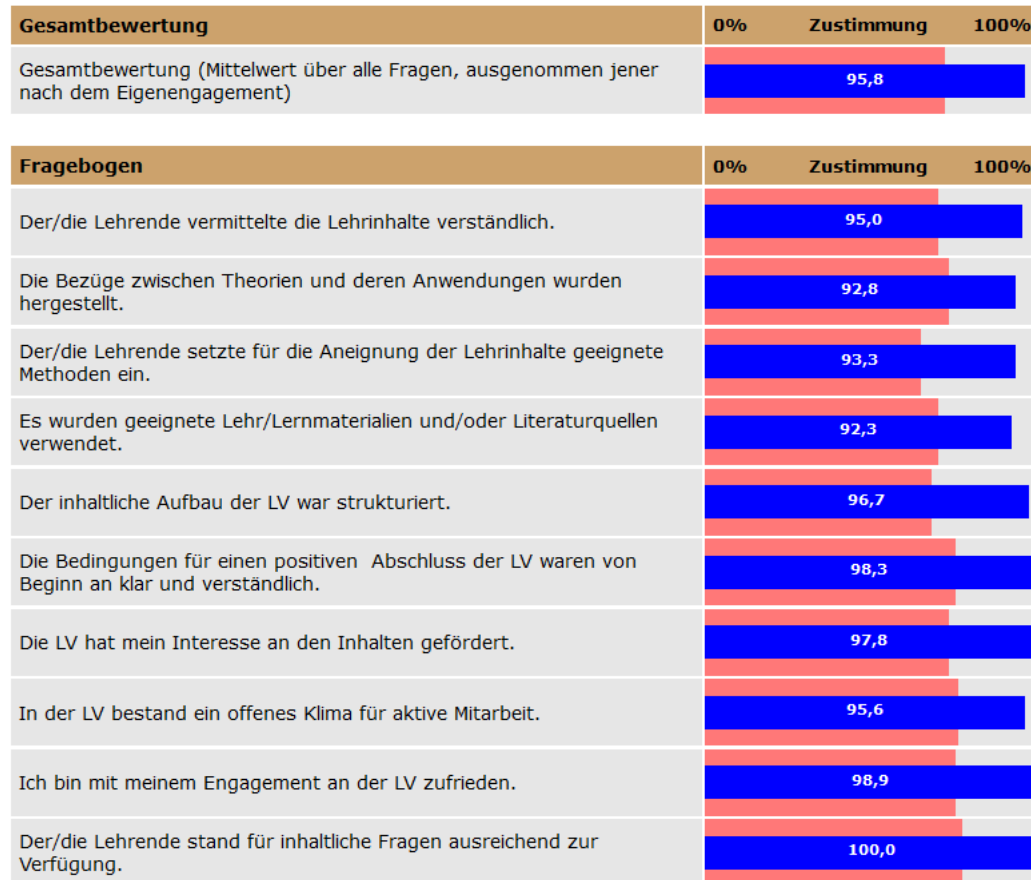 Gesamtbewertung 0% Zustimmung 100%
Gesamtbewertung (Mittelwert über alle Fragen, ausgenommen jener
nach dem Eigenengagement)
95,8
Fragebogen 0% Zustimmung 100%
Der/die Lehrende vermittelte die Lehrinhalte verständlich.
95,0
Die Bezüge zwischen Theorien und deren Anwendungen wurden
hergestellt.
92,8
Der/die Lehrende setzte für die Aneignung der Lehrinhalte geeignete
Methoden ein.
93,3
Es wurden geeignete Lehr/Lernmaterialien und/oder Literaturquellen
verwendet.
92,3
Der inhaltliche Aufbau der LV war strukturiert.
96,7
Die Bedingungen für einen positiven Abschluss der LV waren von
Beginn an klar und verständlich.
98,3
Die LV hat mein Interesse an den Inhalten gefördert.
97,8
In der LV bestand ein offenes Klima für aktive Mitarbeit.
95,6
Ich bin mit meinem Engagement an der LV zufrieden.
98,9
Der/die Lehrende stand für inhaltliche Fragen ausreichend zur
Verfügung.
100,0